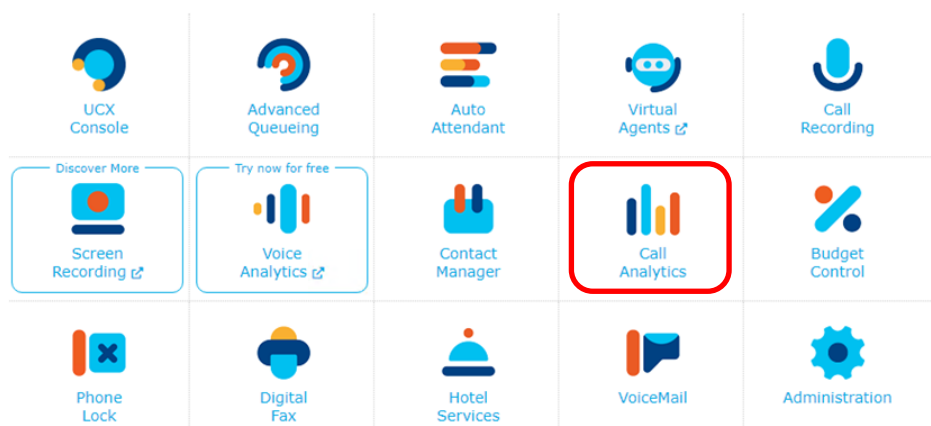 UCX
Console
Advanced
Queueing
Auto
Attendant
Virtual
Agents
Call
Recording
Discover More
Screen
Recording
Try now for free
Voice
Analytics
Contact
Manager
Call
Analytics
Budget
Control
Phone
Lock
Digital
Fax
Hotel
Services
VoiceMail
Administration